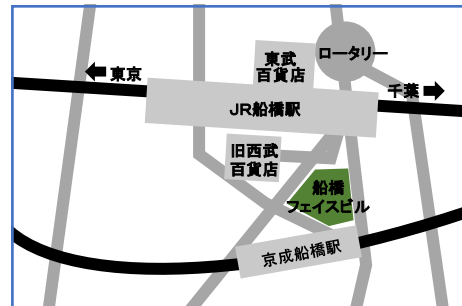 東武
百貨店
ロータリー
東京
千葉
JR船橋駅
旧西武
百貨店
船橋
フェイスビル
京成船橋駅